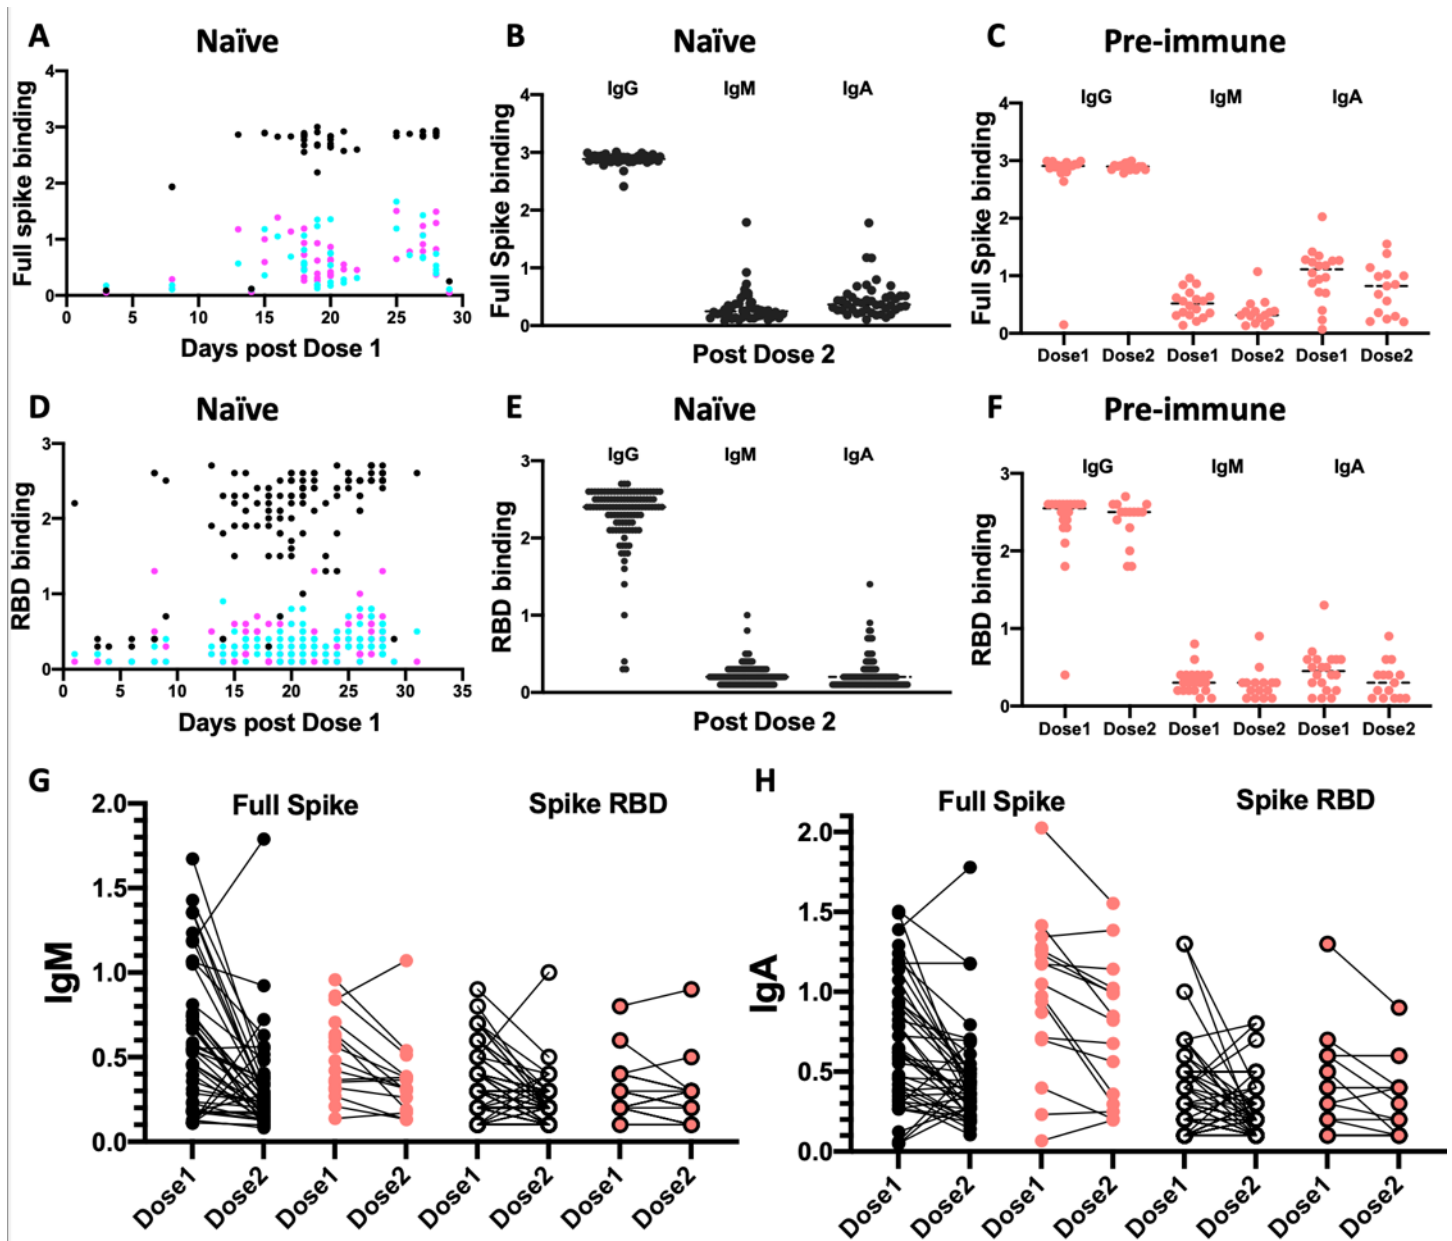 A Naïve
B Naïve
C Pre-immune
Full spike binding
4
3
2
1
0
0 5 10 15 20 25 30
Days post Dose 1
Full Spike binding
IgG IgM IgA
4
3
2
1
0
Post Dose 2
Full Spike binding
IgG IgM IgA
4
3
2
1
0
Dose1 Dose2 Dose1 Dose2 Dose1 Dose2
D Naïve
E Naïve
F Pre-immune
RBD binding
3
2
1
0
0 5 10 15 20 25 30 35
Days post Dose 1
RBD binding
IgG IgM IgA
3
2
1
0
Post Dose 2
RBD binding
IgG IgM IgA
3
2
1
0
Dose1 Dose2 Dose1 Dose2 Dose1 Dose2
G
Full Spike Spike RBD
IgM
2.0
1.5
1.0
0.5
0.0
Dose1 Dose2 Dose1 Dose2 Dose1 Dose2 Dose1 Dose2
H
Full Spike Spike RBD
IgA
2.0
1.5
1.0
0.5
0.0
Dose1 Dose2 Dose1 Dose2 Dose1 Dose2 Dose1 Dose2